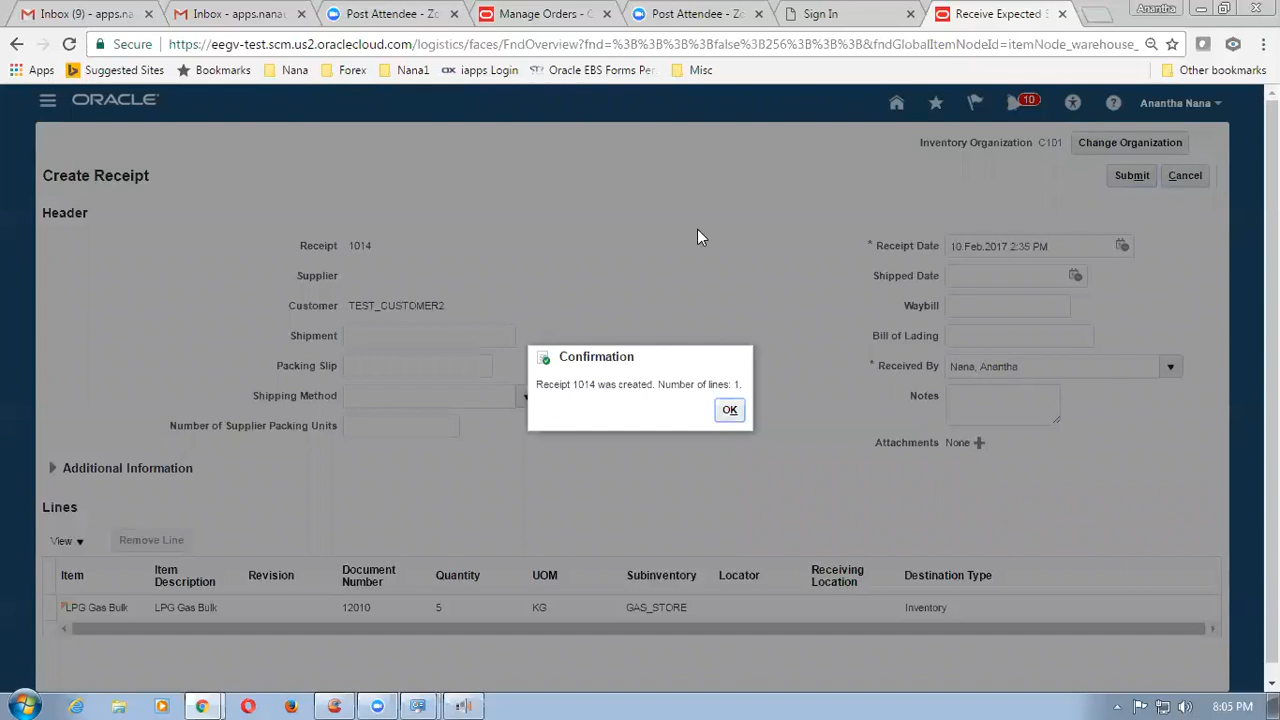 Inbox (9) - apps.na
Inbox - apps.nanau
Post Attendee - Zo
Manage Orders - C
Post Attendee - Zo
Sign In
Receive Expected S
Anantha
Secure
https://eegv-test.scm.us2.oraclecloud.com/logistics/faces/FndOverview?fnd=%3B%3B%3B%3Bfalse%3B256%3B%3B%3B&fndGlobalItemNodeId=itemNode_warehouse_
Apps
Suggested Sites
Bookmarks
Nana
Forex
Nana1
iapps Login
Oracle EBS Forms Per
Misc
Other bookmarks
ORACLE
10
Anantha Nana
Inventory Organization C101 Change Organization
Create Receipt
Submit Cancel
Header
Receipt 1014
* Receipt Date 10.Feb.2017 2:35 PM
Supplier
Shipped Date
Customer TEST_CUSTOMER2
Waybill
Shipment
Bill of Lading
Packing Slip
* Received By Nana, Anantha
Shipping Method
Notes
Number of Supplier Packing Units
Attachments None
Confirmation
Receipt 1014 was created. Number of lines: 1.
OK
Additional Information
Lines
View Remove Line
Item Item Description Revision Document Number Quantity UOM Subinventory Locator Receiving Location Destination Type
LPG Gas Bulk LPG Gas Bulk 12010 5 KG GAS_STORE Inventory
8:05 PM